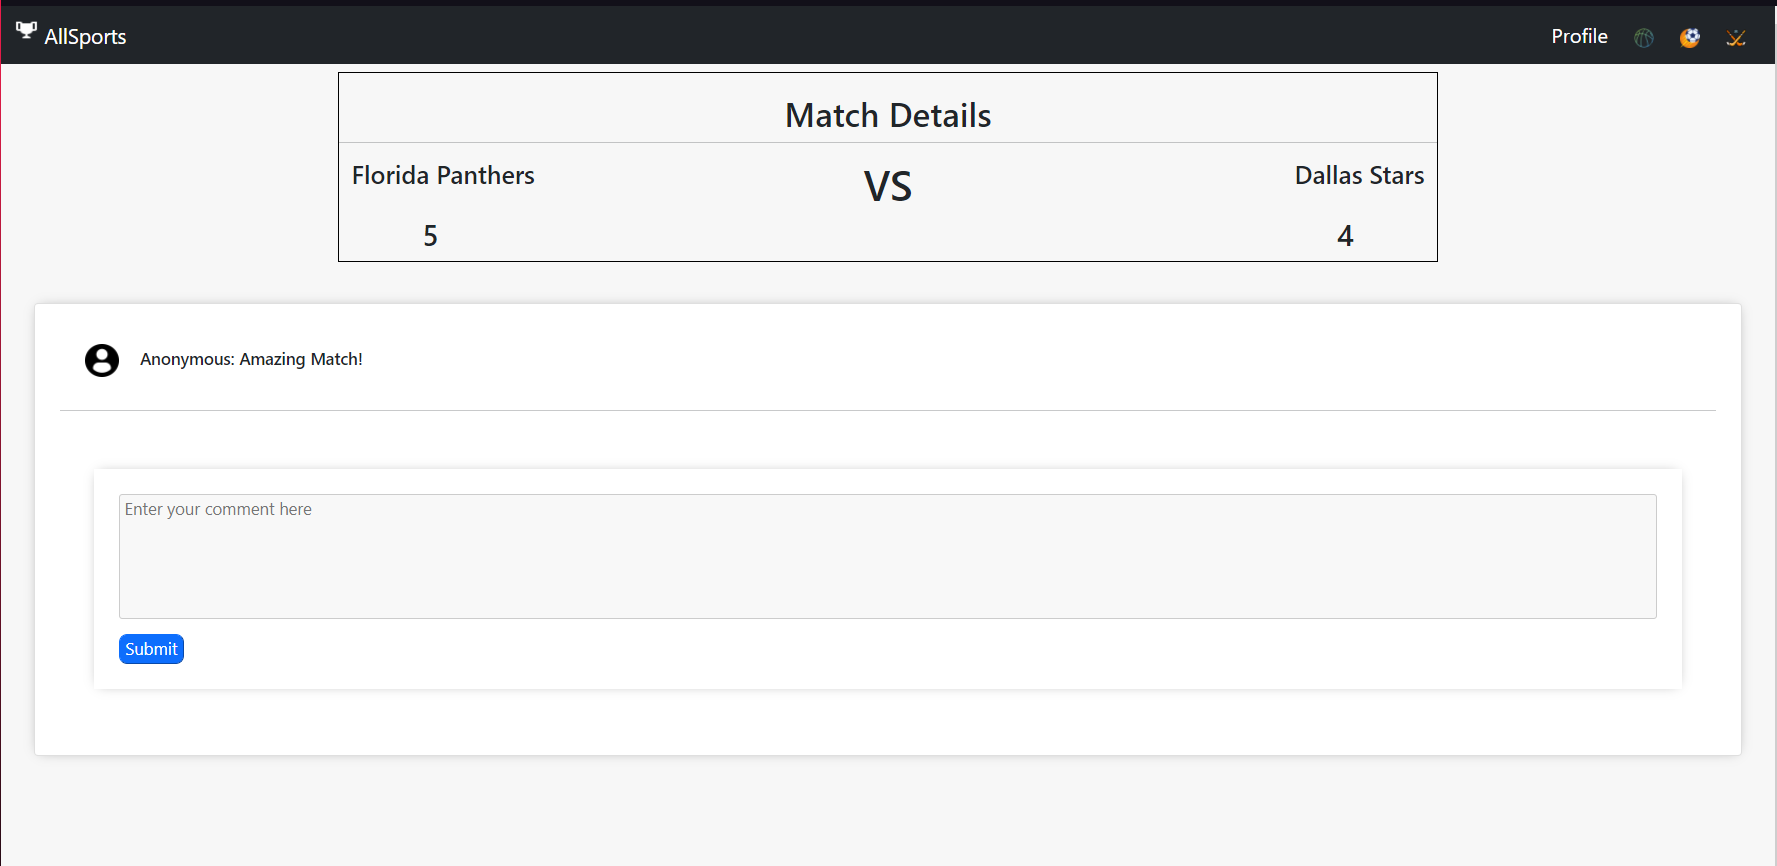 AllSports
Profile
Match Details
Florida Panthers VS Dallas Stars
5 4
Anonymous: Amazing Match!
Enter your comment here
Submit